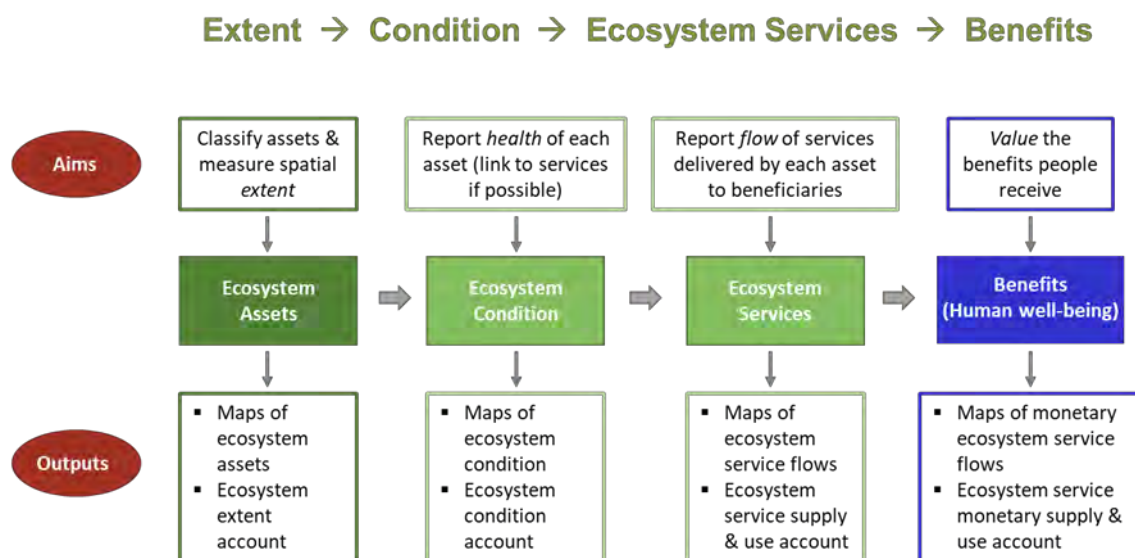 Extent → Condition → Ecosystem Services → Benefits
Aims
Classify assets &
measure spatial
extent
Report health of each
asset (link to services
if possible)
Report flow of services
delivered by each asset
to beneficiaries
Value the
benefits people
receive
Ecosystem
Assets
Ecosystem
Condition
Ecosystem
Services
Benefits
(Human well-being)
Outputs
▪ Maps of
ecosystem
assets
▪ Ecosystem
extent
account
▪ Maps of
ecosystem
condition
▪ Ecosystem
condition
account
▪ Maps of
ecosystem
service flows
▪ Ecosystem
service supply
& use account
▪ Maps of monetary
ecosystem service
flows
▪ Ecosystem service
monetary supply &
use account